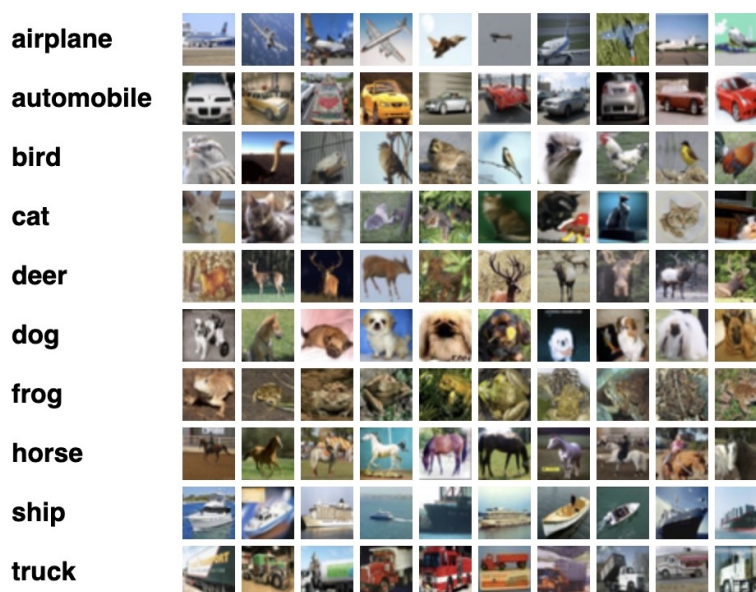 airplane
automobile
bird
cat
deer
dog
frog
horse
ship
truck